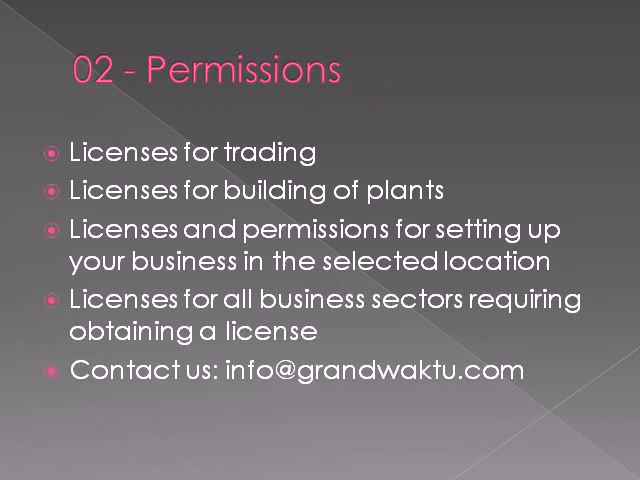 02 - Permissions
Licenses for trading
Licenses for building of plants
Licenses and permissions for setting up
your business in the selected location
Licenses for all business sectors requiring
obtaining a license
Contact us: info@grandwaktu.com